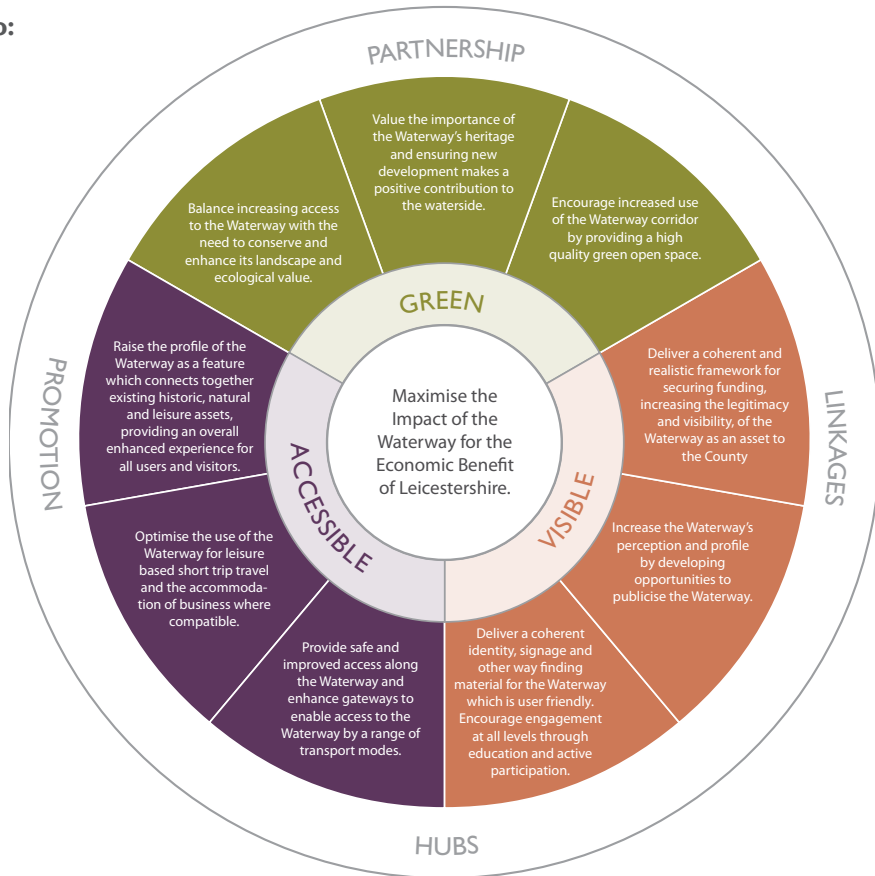 PARTNERSHIP
Value the importance of
the Waterway's heritage
and ensuring new
development makes a
positive contribution to
the waterside.
Balance increasing access
to the Waterway with the
need to conserve and
enhance its landscape and
ecological value.
Encourage increased use
of the Waterway corridor
by providing a high
quality green open space.
GREEN
Raise the profile of the
Waterway as a feature
which connects together
existing historic, natural
and leisure assets,
providing an overall
enhanced experience for
all users and visitors.
Deliver a coherent and
realistic framework for
securing funding,
increasing the legitimacy
and visibility, of the
Waterway as an asset to
the County
PROMOTION
LINKAGES
Maximise the
Impact of the
Waterway for the
Economic Benefit
of Leicestershire.
ACCESSIBLE
VISIBLE
Optimise the use of the
Waterway for leisure
based short trip travel
and the accommoda-
tion of business where
compatible.
Increase the Waterway's
perception and profile
by developing
opportunities to
publicise the Waterway.
Provide safe and
improved access along
the Waterway and
enhance gateways to
enable access to the
Waterway by a range of
transport modes.
Deliver a coherent
identity, signage and
other way finding
material for the Waterway
which is user friendly.
Encourage engagement
at all levels through
education and active
participation.
HUBS